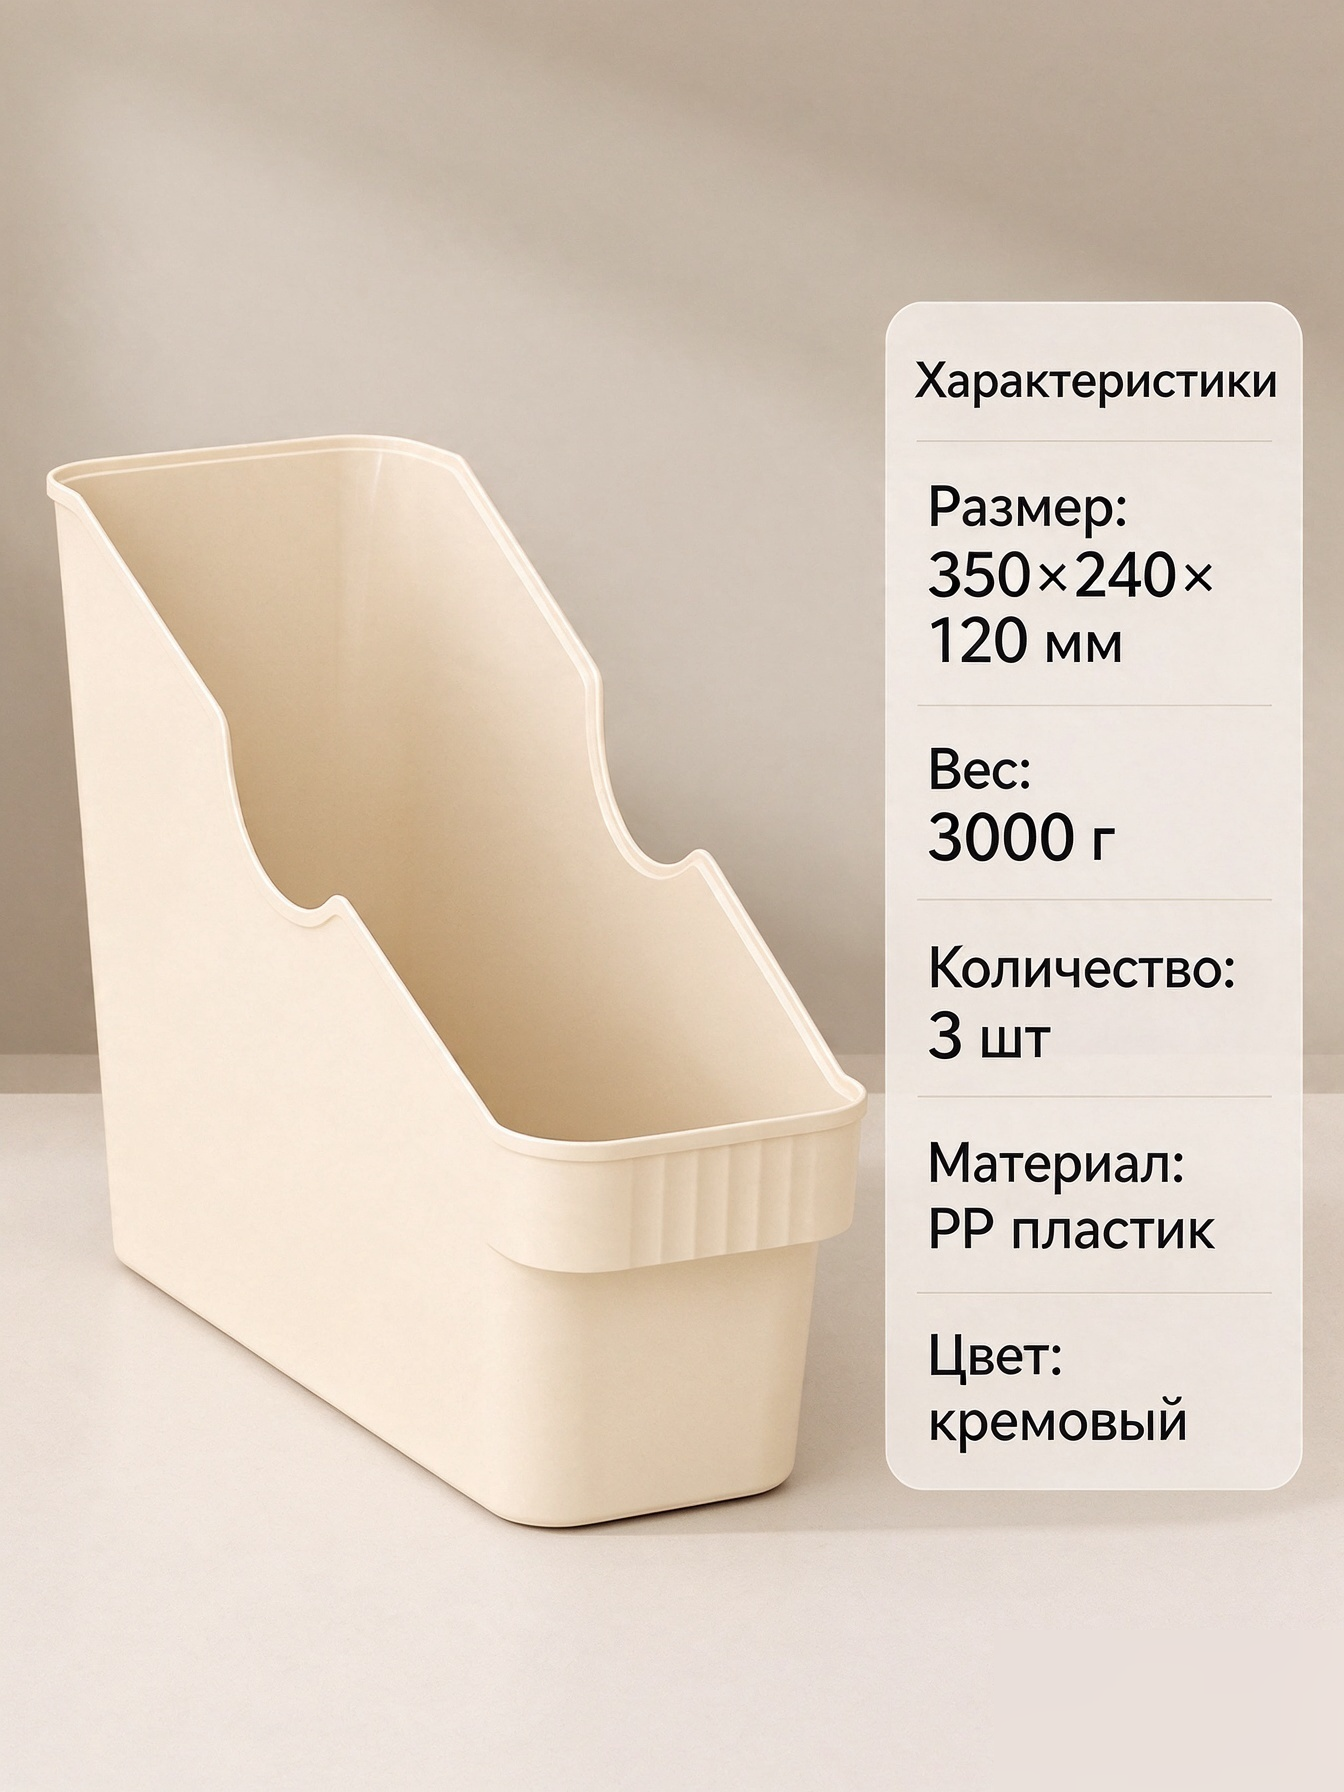 Характеристики
Размер:
350×240×
120 мм
Вес:
3000 г
Количество:
3 шт
Материал:
PP пластик
Цвет:
кремовый